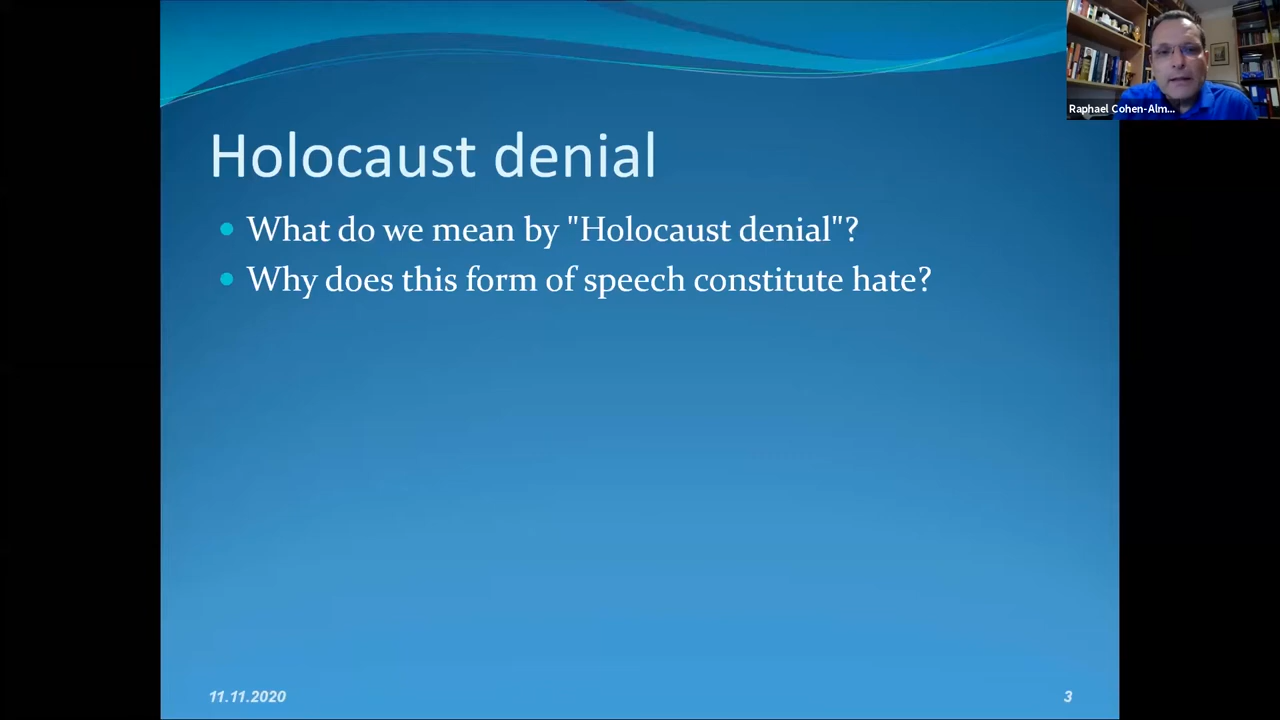 Raphael Cohen-Alm...
Holocaust denial
What do we mean by "Holocaust denial"?
Why does this form of speech constitute hate?
11.11.2020
3